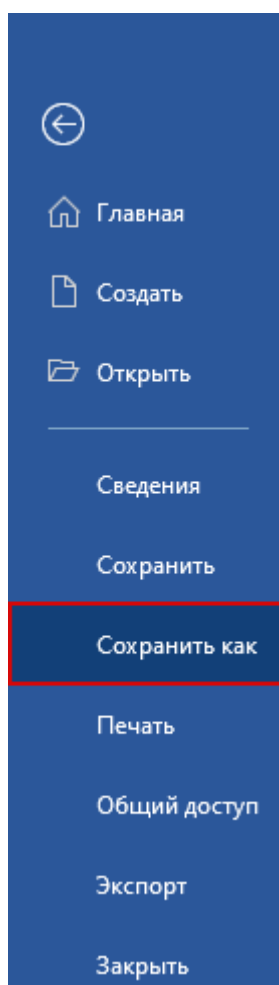 Главная
Создать
Открыть
Сведения
Сохранить
Сохранить как
Печать
Общий доступ
Экспорт
Закрыть